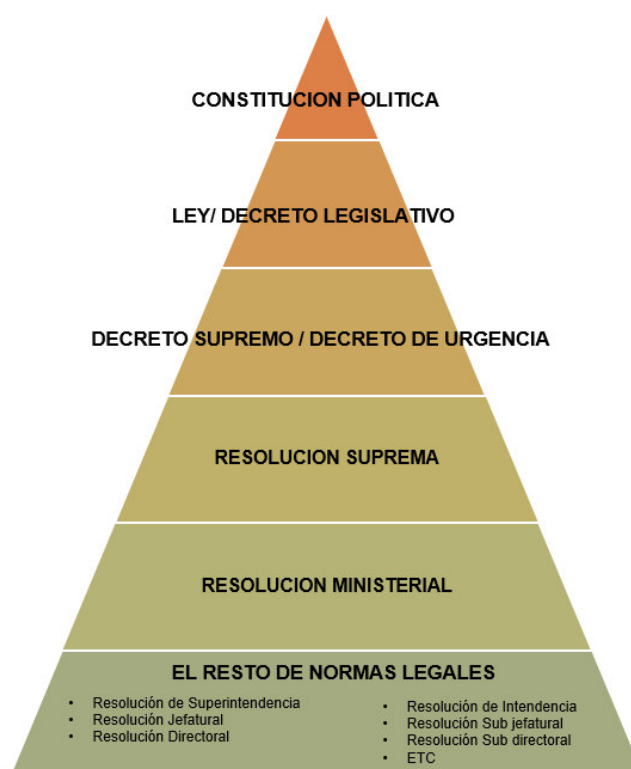 CONSTITUCION POLITICA
LEY/ DECRETO LEGISLATIVO
DECRETO SUPREMO / DECRETO DE URGENCIA
RESOLUCION SUPREMA
RESOLUCION MINISTERIAL
EL RESTO DE NORMAS LEGALES
• Resolución de Superintendencia
• Resolución Jefatural
• Resolución Directoral
• Resolución de Intendencia
• Resolución Sub jefatural
• Resolución Sub directoral
• ETC